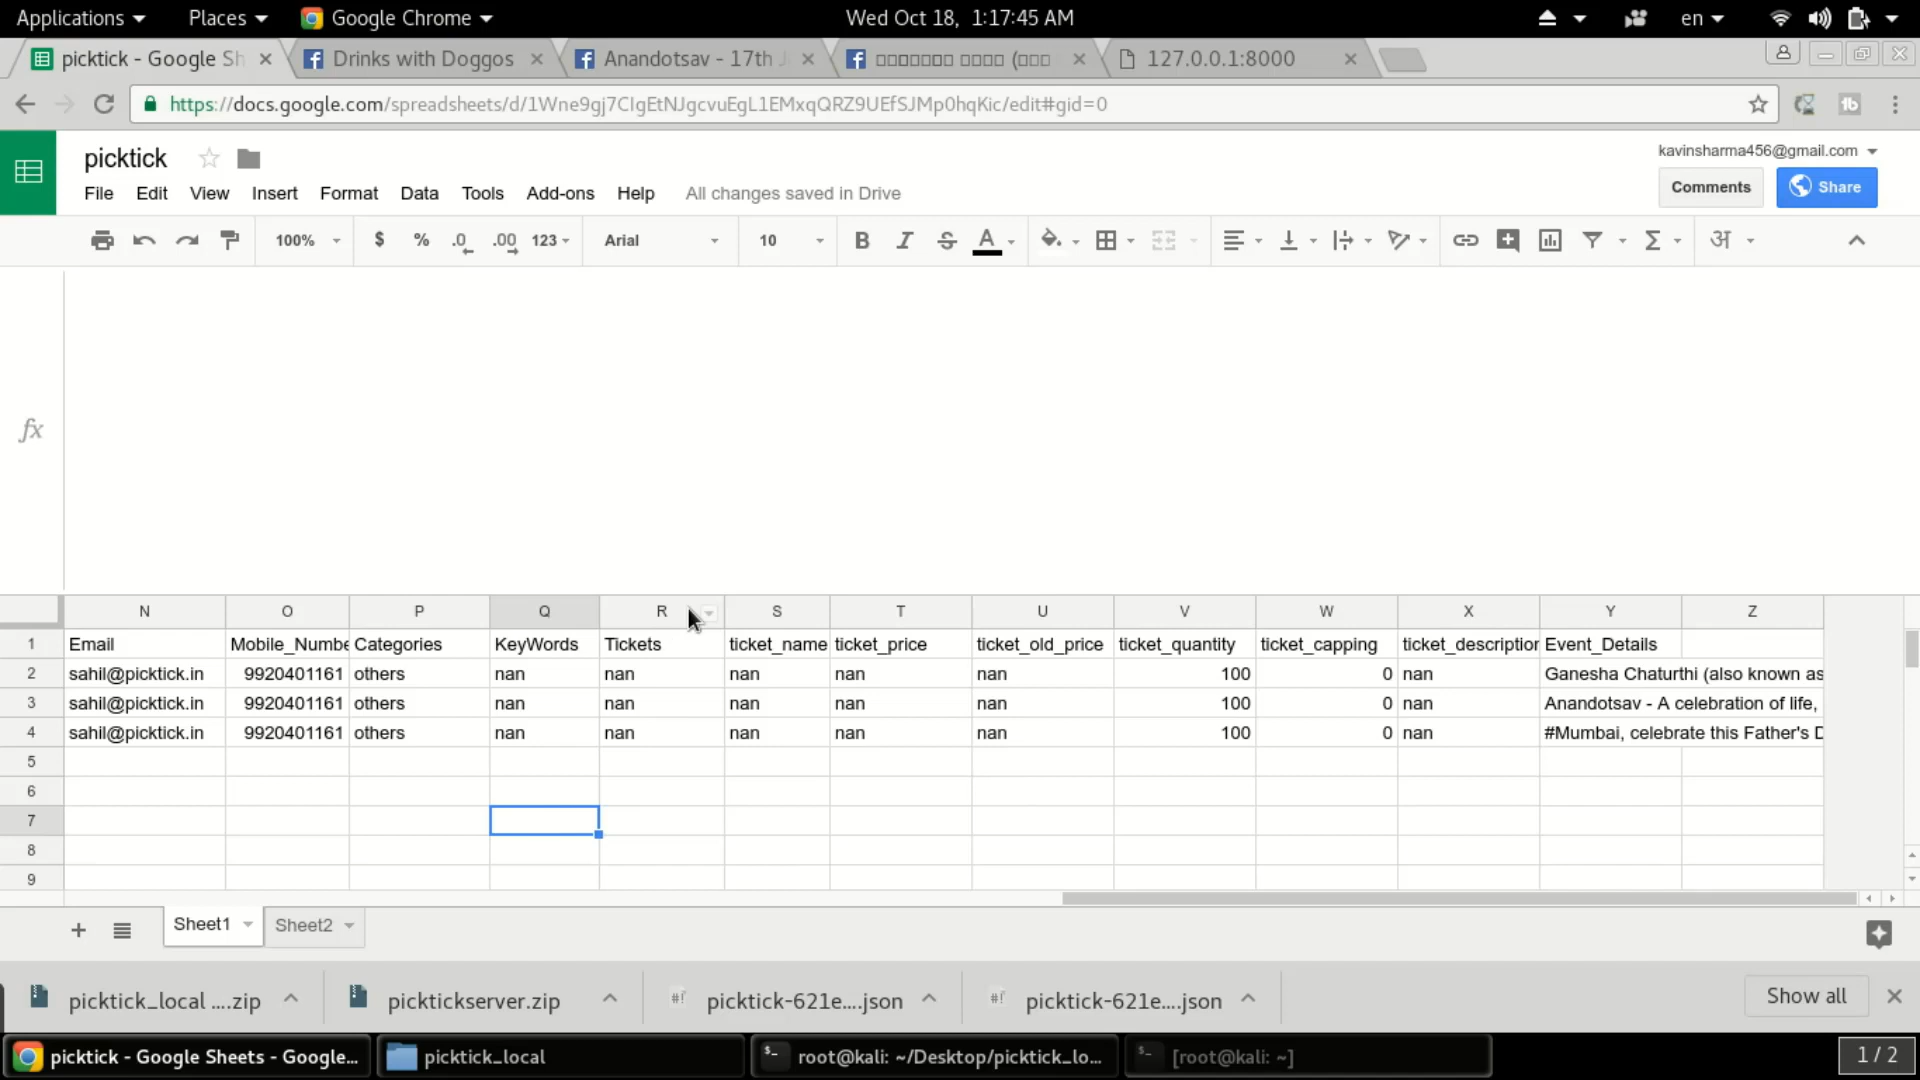 Applications Places Google Chrome Wed Oct 18, 1:17:45 AM en
picktick - Google Sh Drinks with Doggos Anandotsav - 17th J 127.0.0.1:8000
https://docs.google.com/spreadsheets/d/1Wne9gj7CIgEtNJgcvuEgL1EMxqQRZ9UEfSJMp0hqKic/edit#gid=0
picktick kavinsharma456@gmail.com
File Edit View Insert Format Data Tools Add-ons Help All changes saved in Drive Comments Share
100% $ % .0 .00 123 Arial 10 B I S A Σ अ
fx
N O P Q R S T U V W X Y Z
1 Email Mobile_Numbe Categories KeyWords Tickets ticket_name ticket_price ticket_old_price ticket_quantity ticket_capping ticket_description Event_Details
2 sahil@picktick.in 9920401161 others nan nan nan nan nan 100 0 nan Ganesha Chaturthi (also known as
3 sahil@picktick.in 9920401161 others nan nan nan nan nan 100 0 nan Anandotsav - A celebration of life,
4 sahil@picktick.in 9920401161 others nan nan nan nan nan 100 0 nan #Mumbai, celebrate this Father's D
5
6
7
8
9
+ Sheet1 Sheet2
picktick_local ....zip picktickserver.zip picktick-621e....json picktick-621e....json Show all
picktick - Google Sheets - Google... picktick_local root@kali: ~/Desktop/picktick_lo... [root@kali: ~] 1 / 2